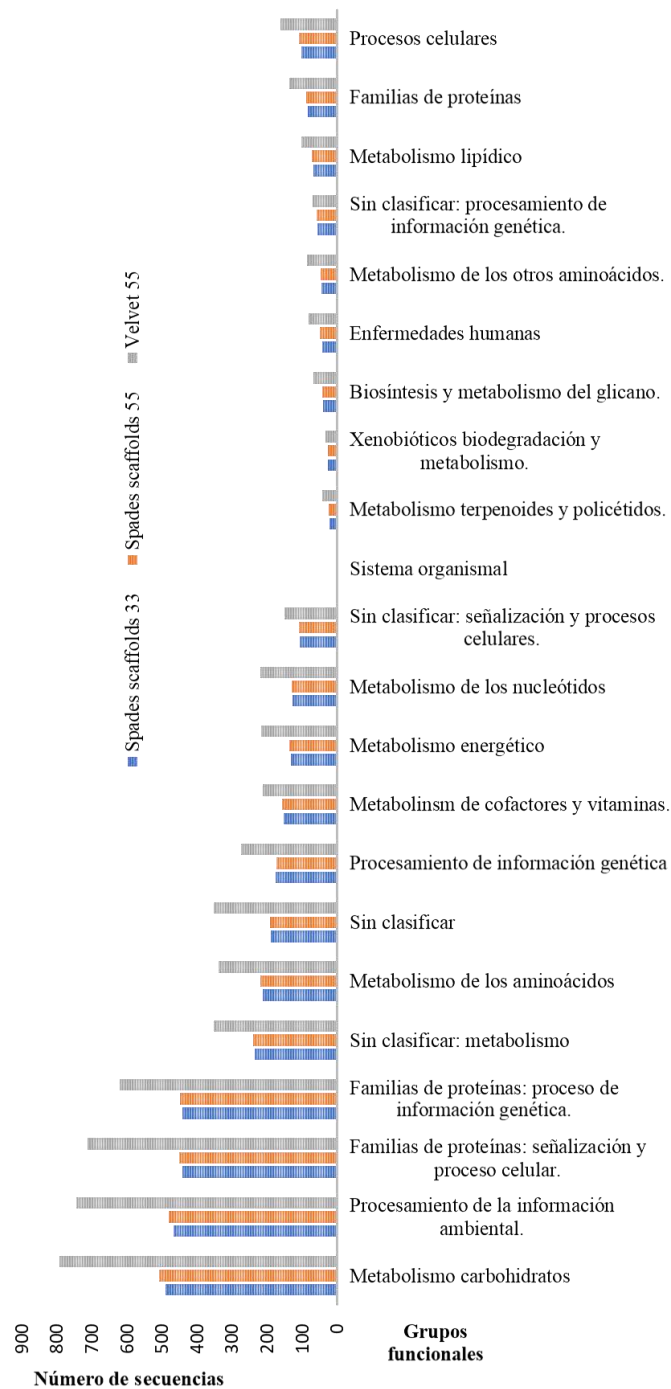 Procesos celulares
Familias de proteínas
Metabolismo lipídico
Sin clasificar: procesamiento de
información genética.
Metabolismo de los otros aminoácidos.
Enfermedades humanas
Biosíntesis y metabolismo del glicano.
Xenobióticos biodegradación y
metabolismo.
Metabolismo terpenoides y policétidos.
Sistema organismal
Sin clasificar: señalización y procesos
celulares.
Metabolismo de los nucleótidos
Metabolismo energético
Metabolinsm de cofactores y vitaminas.
Procesamiento de información genética
Sin clasificar
Metabolismo de los aminoácidos
Sin clasificar: metabolismo
Familias de proteínas: proceso de
información genética.
Familias de proteínas: señalización y
proceso celular.
Procesamiento de la información
ambiental.
Metabolismo carbohidratos
Spades scaffolds 33
Spades scaffolds 55
Velvet 55
900
800
700
600
500
400
300
200
100
0
Grupos
funcionales
Número de secuencias